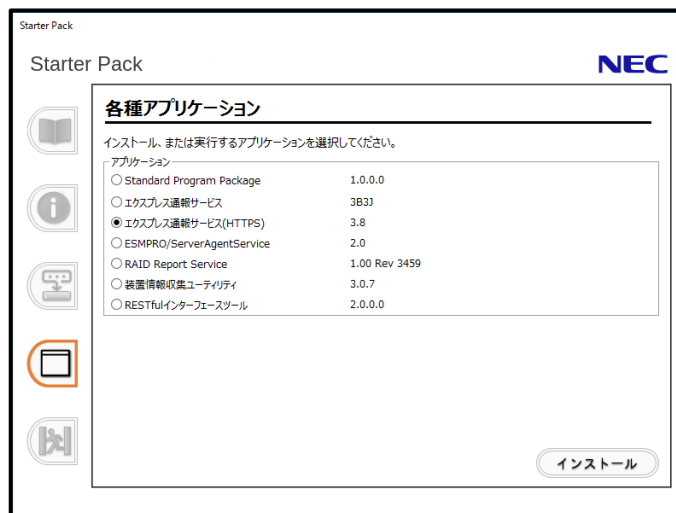 Starter Pack
Starter Pack
NEC
各種アプリケーション
インストール、または実行するアプリケーションを選択してください。
アプリケーション
Standard Program Package 1.0.0.0
エクスプレス通報サービス 3B3J
エクスプレス通報サービス(HTTPS) 3.8
ESMPRO/ServerAgentService 2.0
RAID Report Service 1.00 Rev 3459
装置情報収集ユーティリティ 3.0.7
RESTfulインターフェースツール 2.0.0.0
インストール